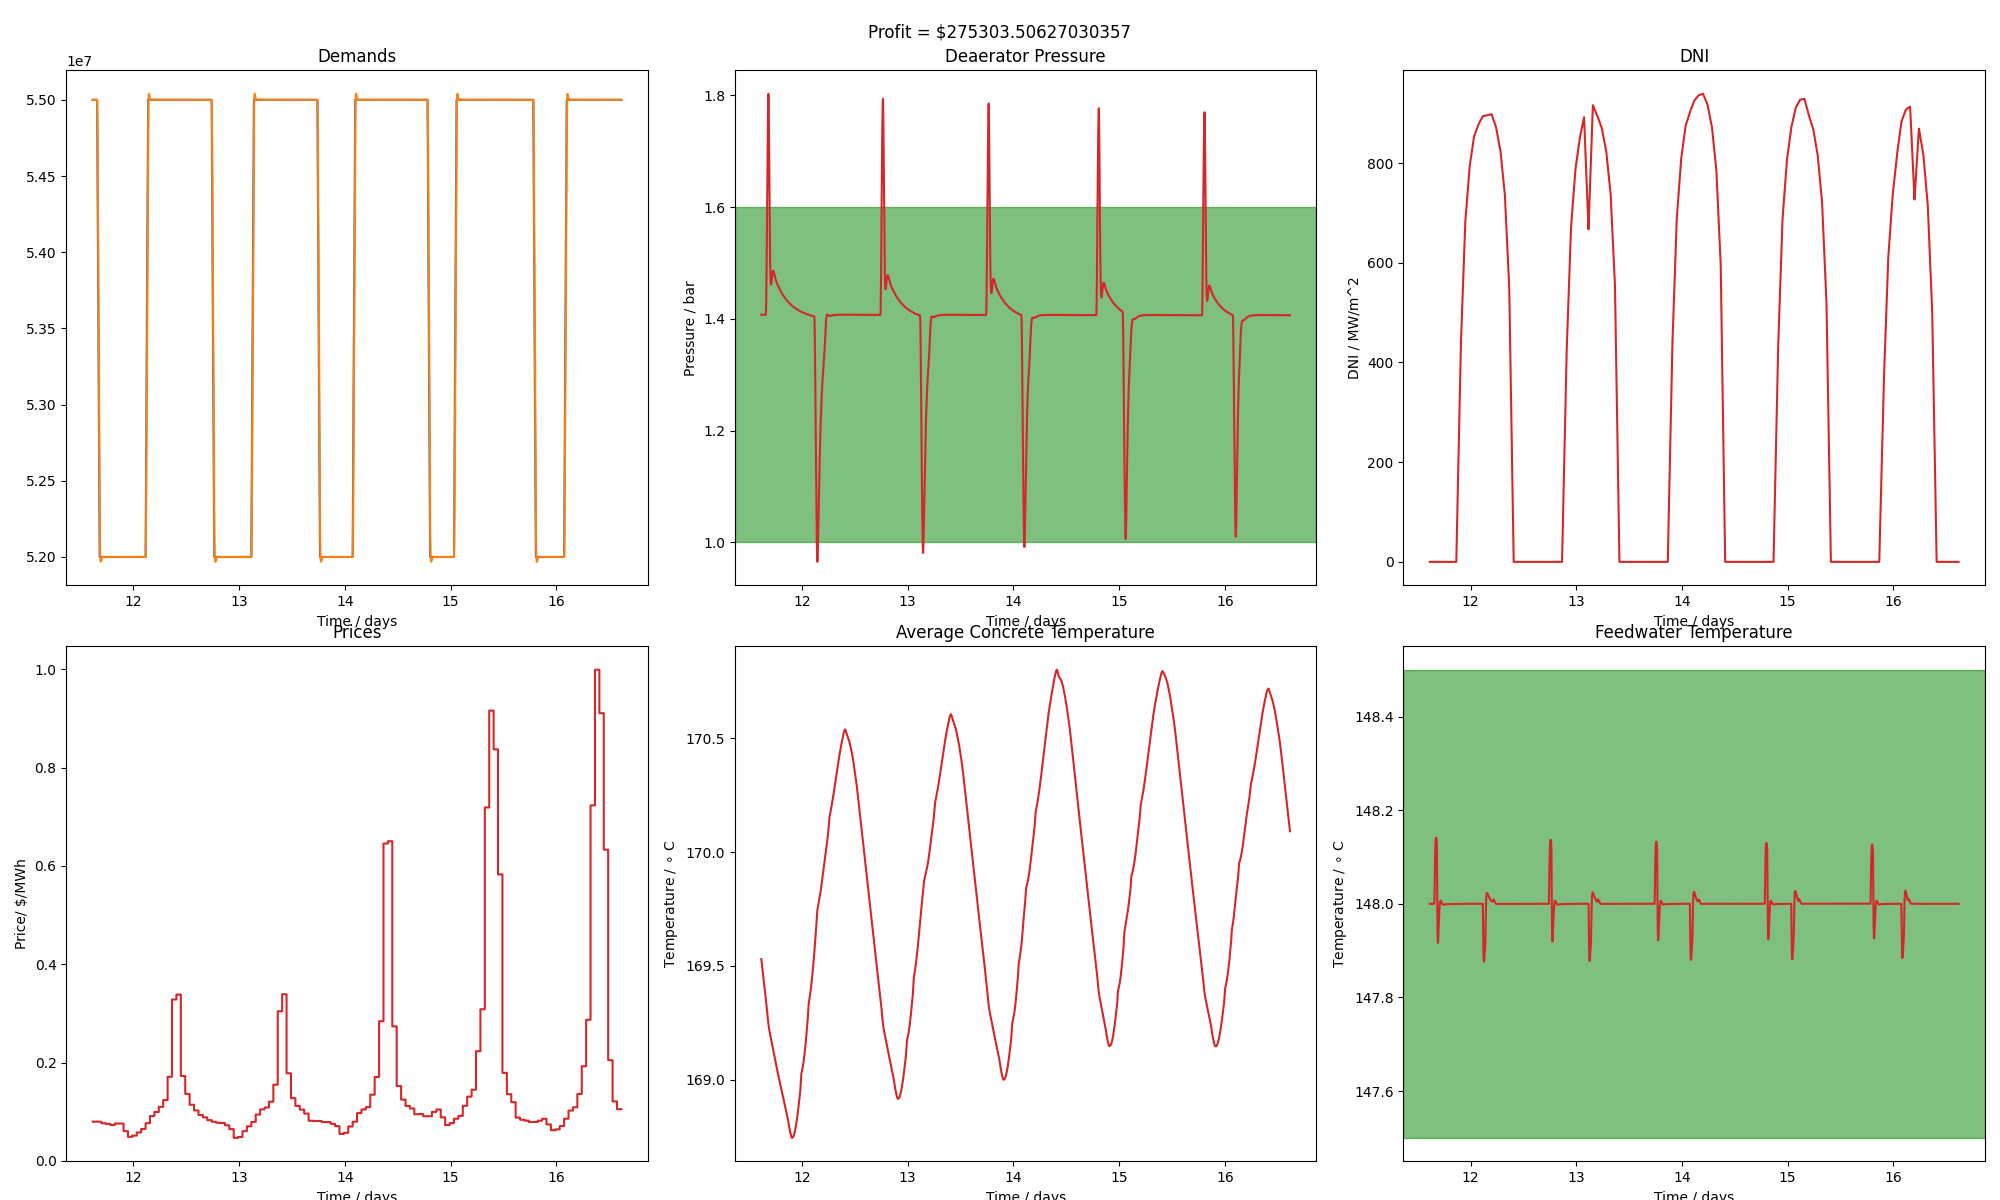 Profit = $275303.50627030357
Demands
1e7
5.50
5.45
5.40
5.35
5.30
5.25
5.20
12 13 14 15 16
Time / days
Deaerator Pressure
Pressure / bar
1.8
1.6
1.4
1.2
1.0
12 13 14 15 16
Time / days
DNI
DNI / MW/m^2
800
600
400
200
0
12 13 14 15 16
Time / days
Prices
Price/ $/MWh
1.0
0.8
0.6
0.4
0.2
0.0
12 13 14 15 16
Time / days
Average Concrete Temperature
Temperature / ∘ C
170.5
170.0
169.5
169.0
12 13 14 15 16
Time / days
Feedwater Temperature
Temperature / ∘ C
148.4
148.2
148.0
147.8
147.6
12 13 14 15 16
Time / days